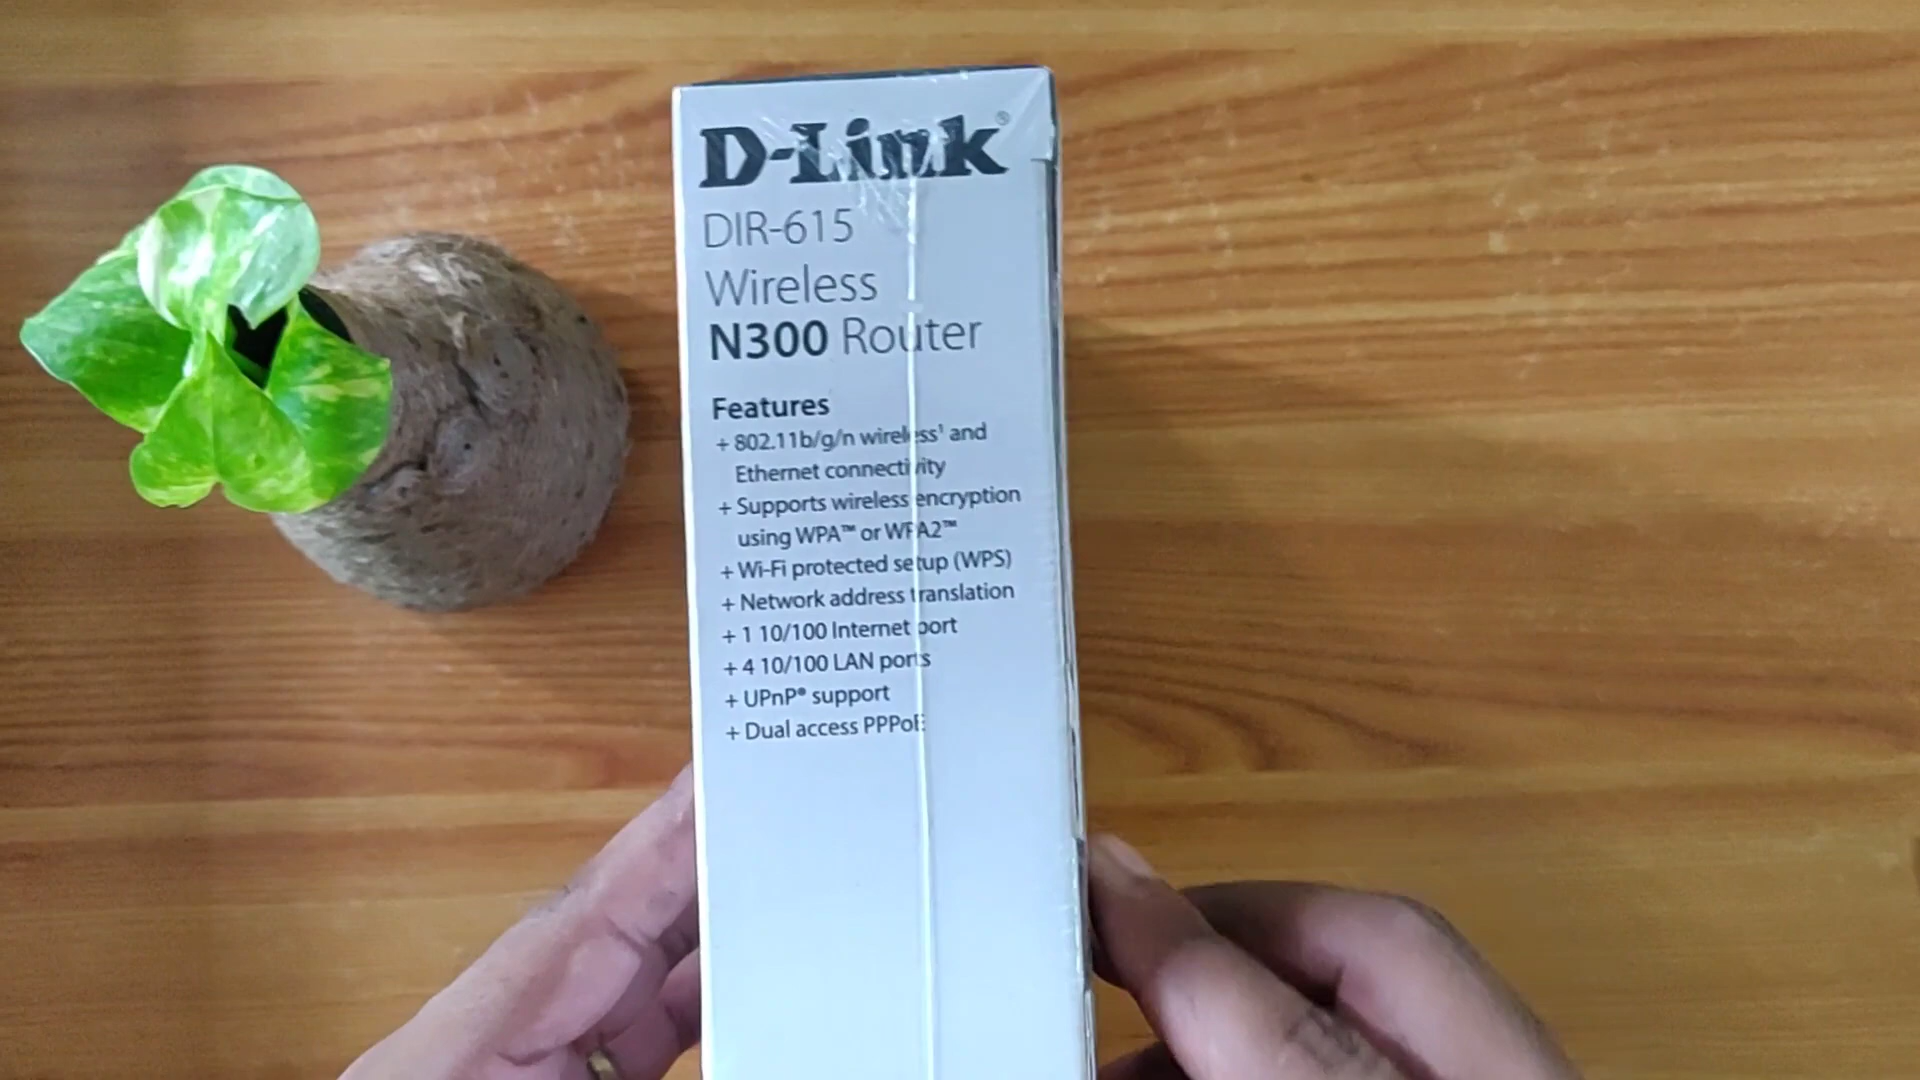 D-Link®
DIR-615
Wireless
N300 Router
Features
+ 802.11b/g/n wireless¹ and
Ethernet connectivity
+ Supports wireless encryption
using WPA™ or WPA2™
+ Wi-Fi protected setup (WPS)
+ Network address translation
+ 1 10/100 Internet port
+ 4 10/100 LAN ports
+ UPnP® support
+ Dual access PPPoE